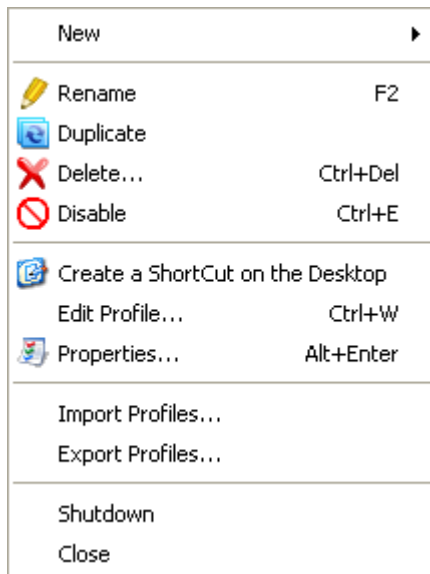 New
Rename F2
Duplicate
Delete... Ctrl+Del
Disable Ctrl+E
Create a ShortCut on the Desktop
Edit Profile... Ctrl+W
Properties... Alt+Enter
Import Profiles...
Export Profiles...
Shutdown
Close